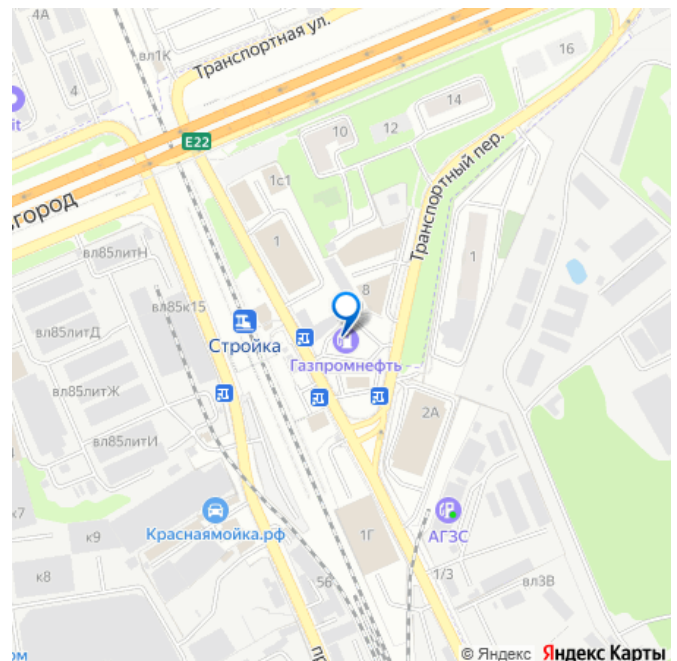 4А
вл1К
Транспортная ул.
16
4
it
14
10
12
Е22
1с1
Транспортный пер.
город
1
вл85литН
1
8
вл85к15
вл85литД
Стройка
Газпромнефть
вл85литЖ
2А
вл85литИ
АГЗС
к7
Краснаямойка.рф
1Г
к9
к8
56
1/3
вл3В
ом
пр
© Яндекс Яндекс Карты